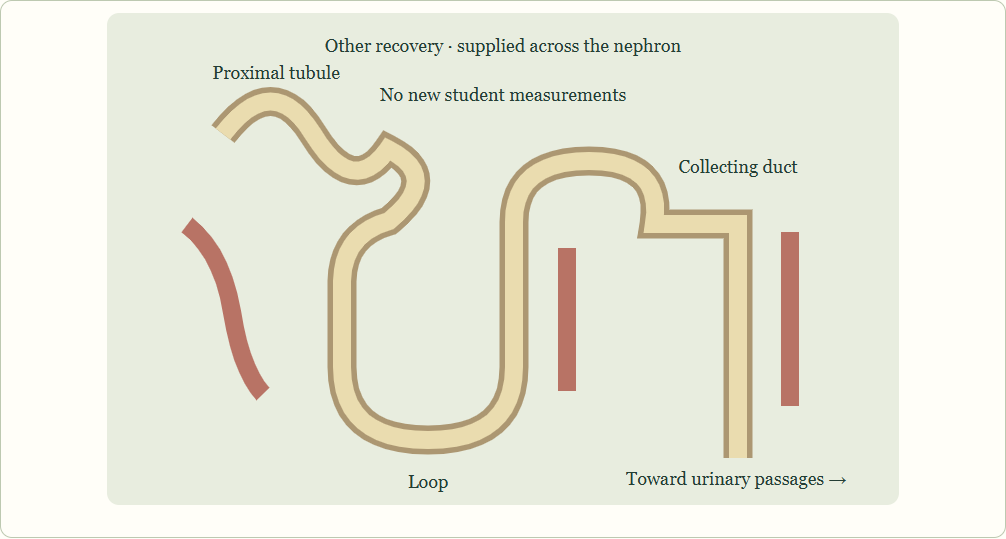 Other recovery · supplied across the nephron
Proximal tubule
No new student measurements
Collecting duct
Toward urinary passages →
Loop